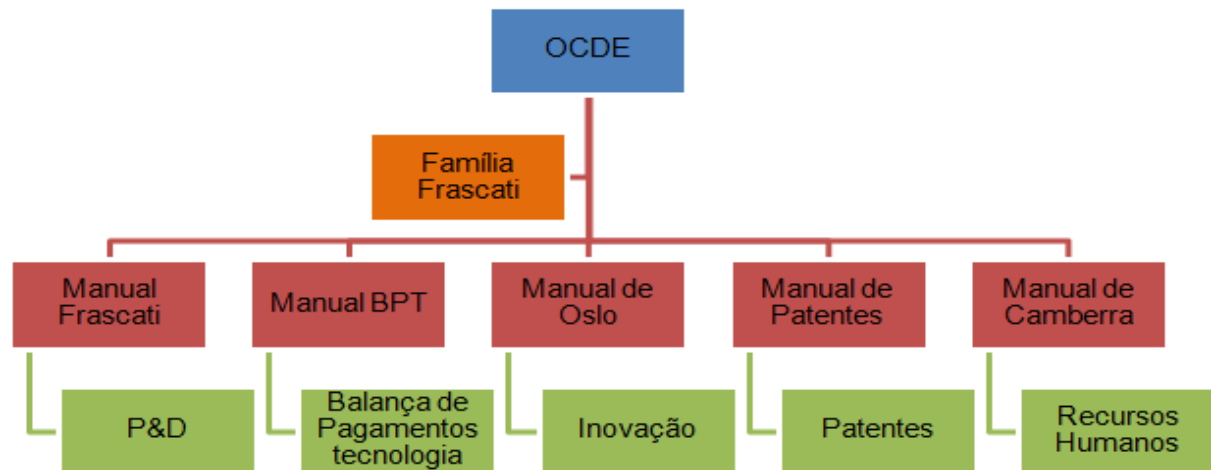 OCDE
Família
Frascati
Manual
Frascati
Manual BPT
Manual de
Oslo
Manual de
Patentes
Manual de
Camberra
P&D
Balança de
Pagamentos
tecnologia
Inovação
Patentes
Recursos
Humanos